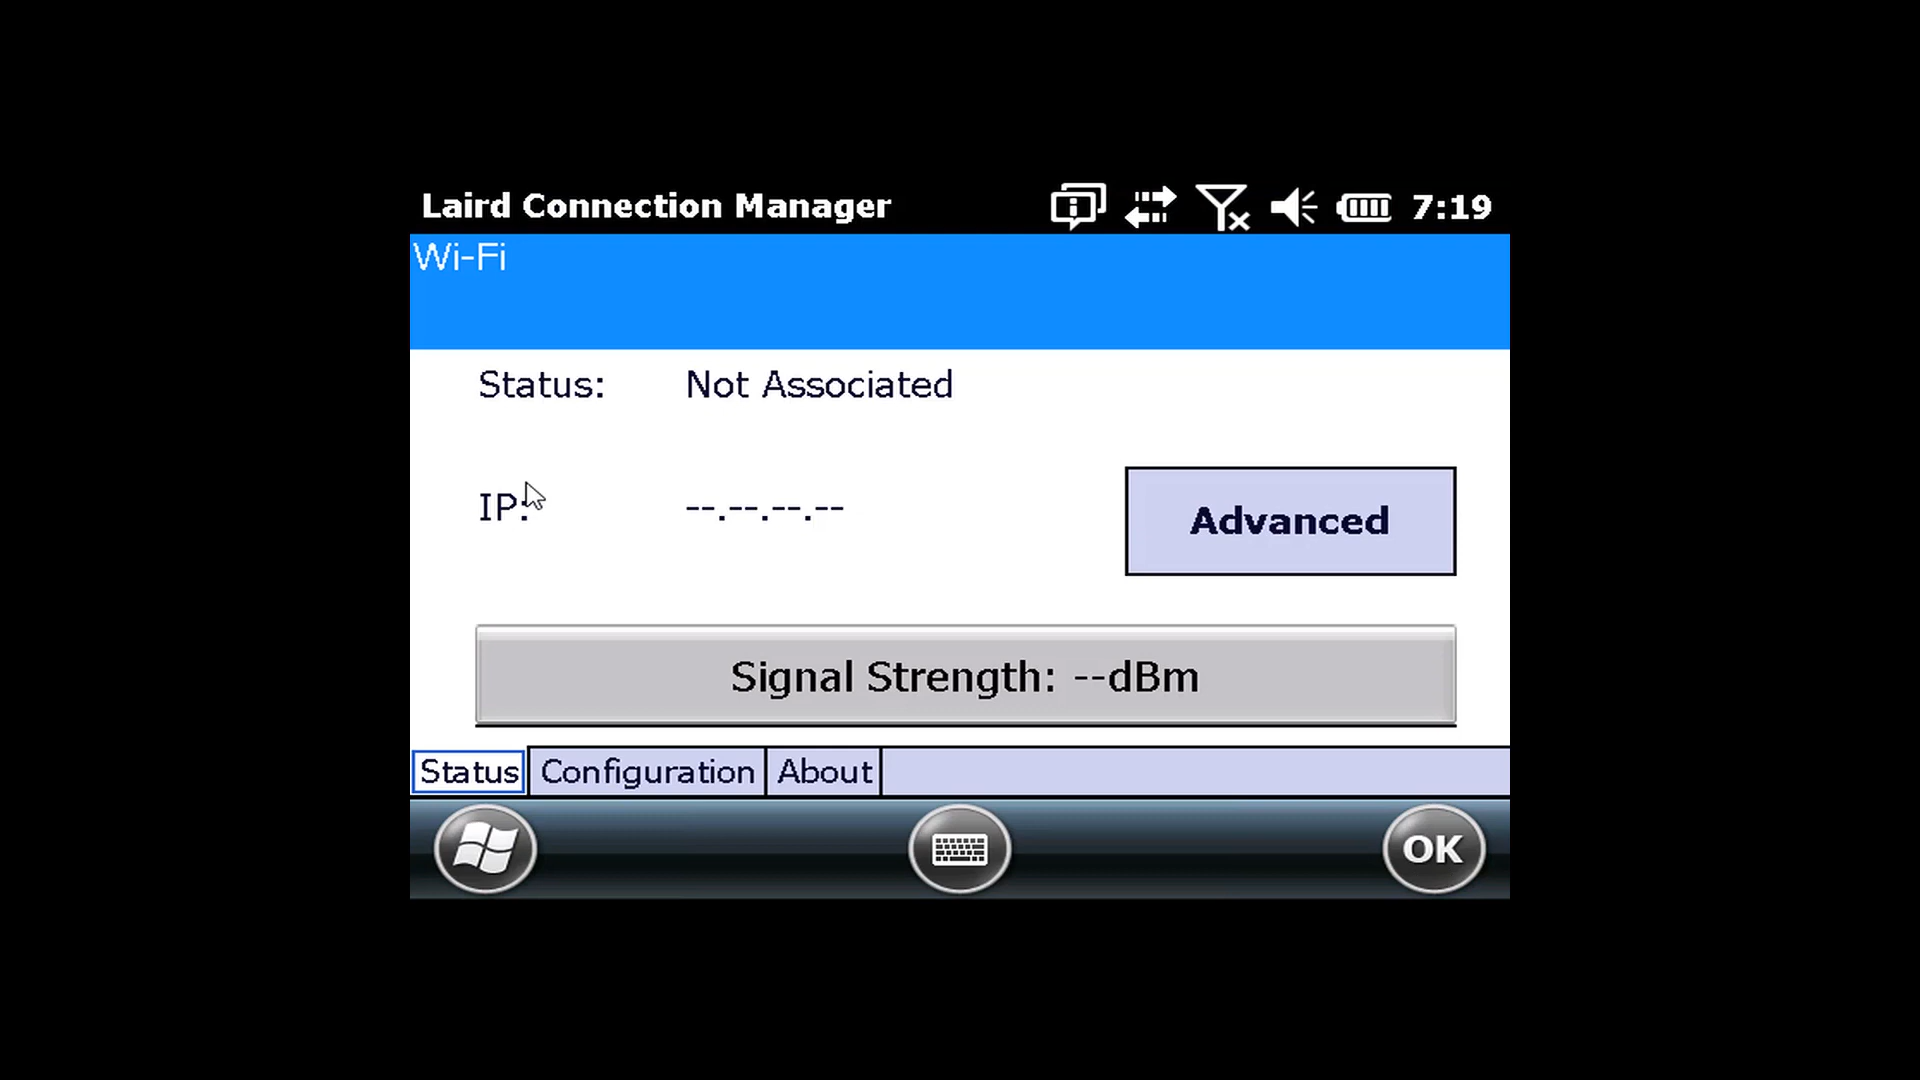 Laird Connection Manager 7:19
Wi-Fi
Status: Not Associated
IP: --.--.--.--
Advanced
Signal Strength: --dBm
Status Configuration About
OK